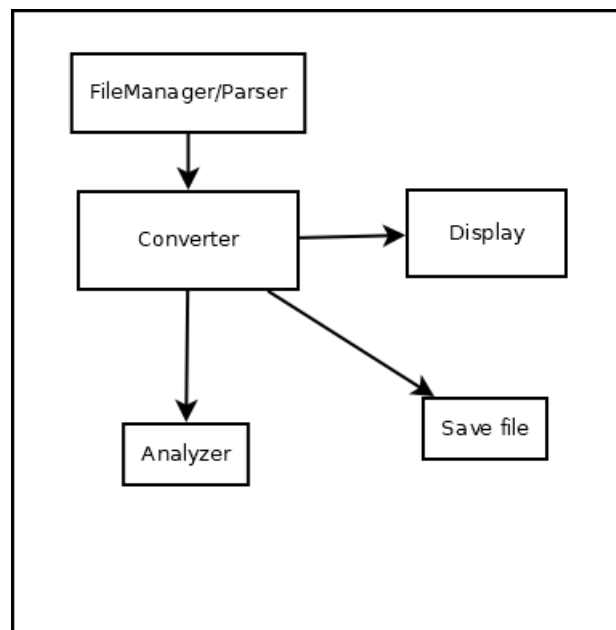 FileManager/Parser
Converter
Display
Save file
Analyzer